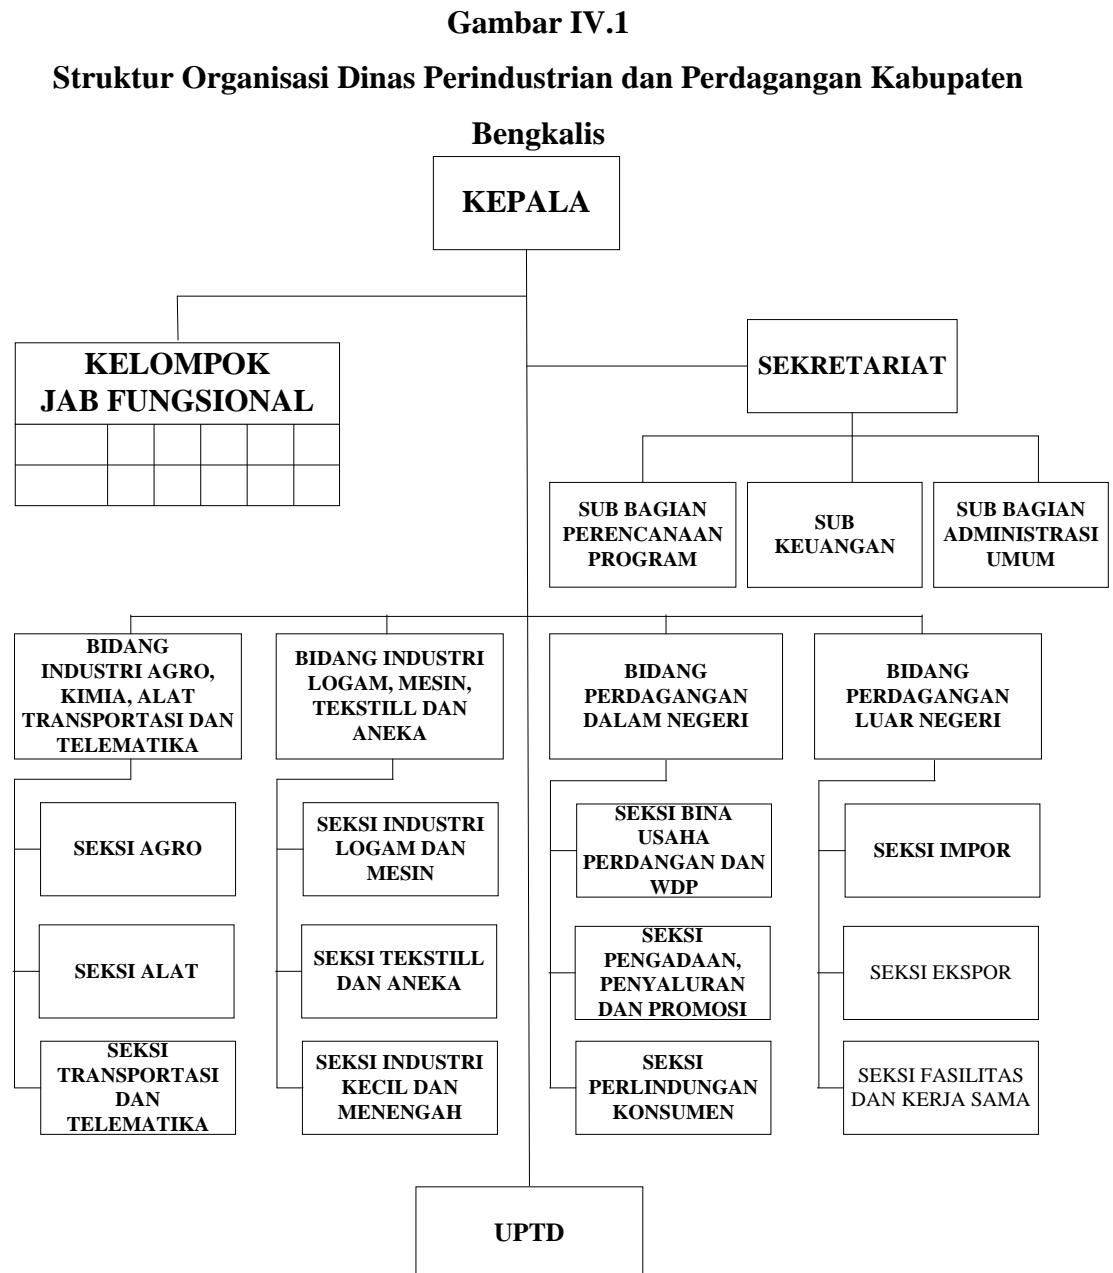 Gambar IV.1
Struktur Organisasi Dinas Perindustrian dan Perdagangan Kabupaten
Bengkalis
KEPALA
KELOMPOK
JAB FUNGSIONAL
SEKRETARIAT
SUB BAGIAN
PERENCANAAN
PROGRAM
SUB
KEUANGAN
SUB BAGIAN
ADMINISTRASI
UMUM
BIDANG
INDUSTRI AGRO,
KIMIA, ALAT
TRANSPORTASI DAN
TELEMATIKA
BIDANG INDUSTRI
LOGAM, MESIN,
TEKSTILL DAN
ANEKA
BIDANG
PERDAGANGAN
DALAM NEGERI
BIDANG
PERDAGANGAN
LUAR NEGERI
SEKSI AGRO
SEKSI INDUSTRI
LOGAM DAN
MESIN
SEKSI BINA
USAHA
PERDANGAN DAN
WDP
SEKSI IMPOR
SEKSI ALAT
SEKSI TEKSTILL
DAN ANEKA
SEKSI
PENGADAAN,
PENYALURAN
DAN PROMOSI
SEKSI EKSPOR
SEKSI
TRANSPORTASI
DAN
TELEMATIKA
SEKSI INDUSTRI
KECIL DAN
MENENGAH
SEKSI
PERLINDUNGAN
KONSUMEN
SEKSI FASILITAS
DAN KERJA SAMA
UPTD